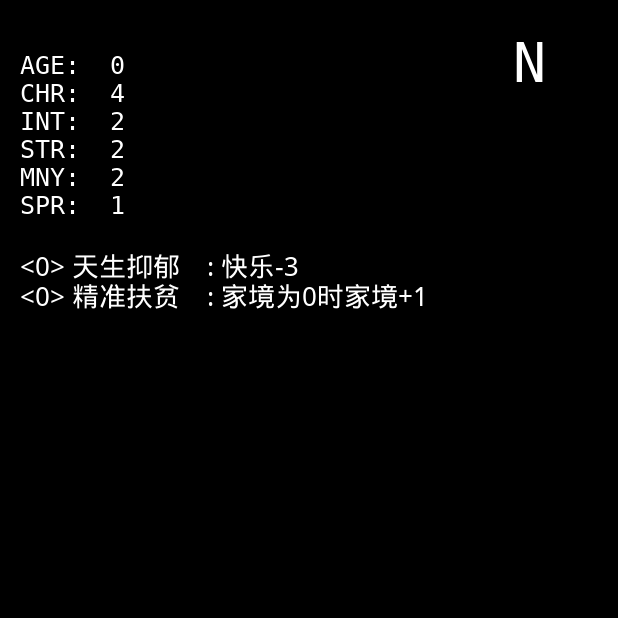 N
AGE: 0
CHR: 4
INT: 2
STR: 2
MNY: 2
SPR: 1
<0> 天生抑郁 : 快乐-3
<0> 精准扶贫 : 家境为0时家境+1